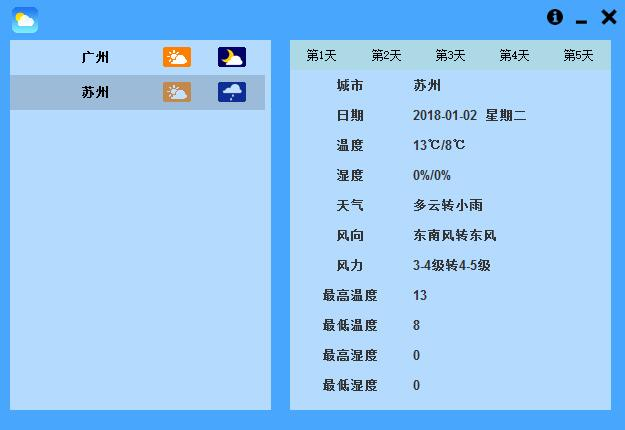 广州
苏州
第1天 第2天 第3天 第4天 第5天
城市 苏州
日期 2018-01-02 星期二
温度 13℃/8℃
湿度 0%/0%
天气 多云转小雨
风向 东南风转东风
风力 3-4级转4-5级
最高温度 13
最低温度 8
最高湿度 0
最低湿度 0